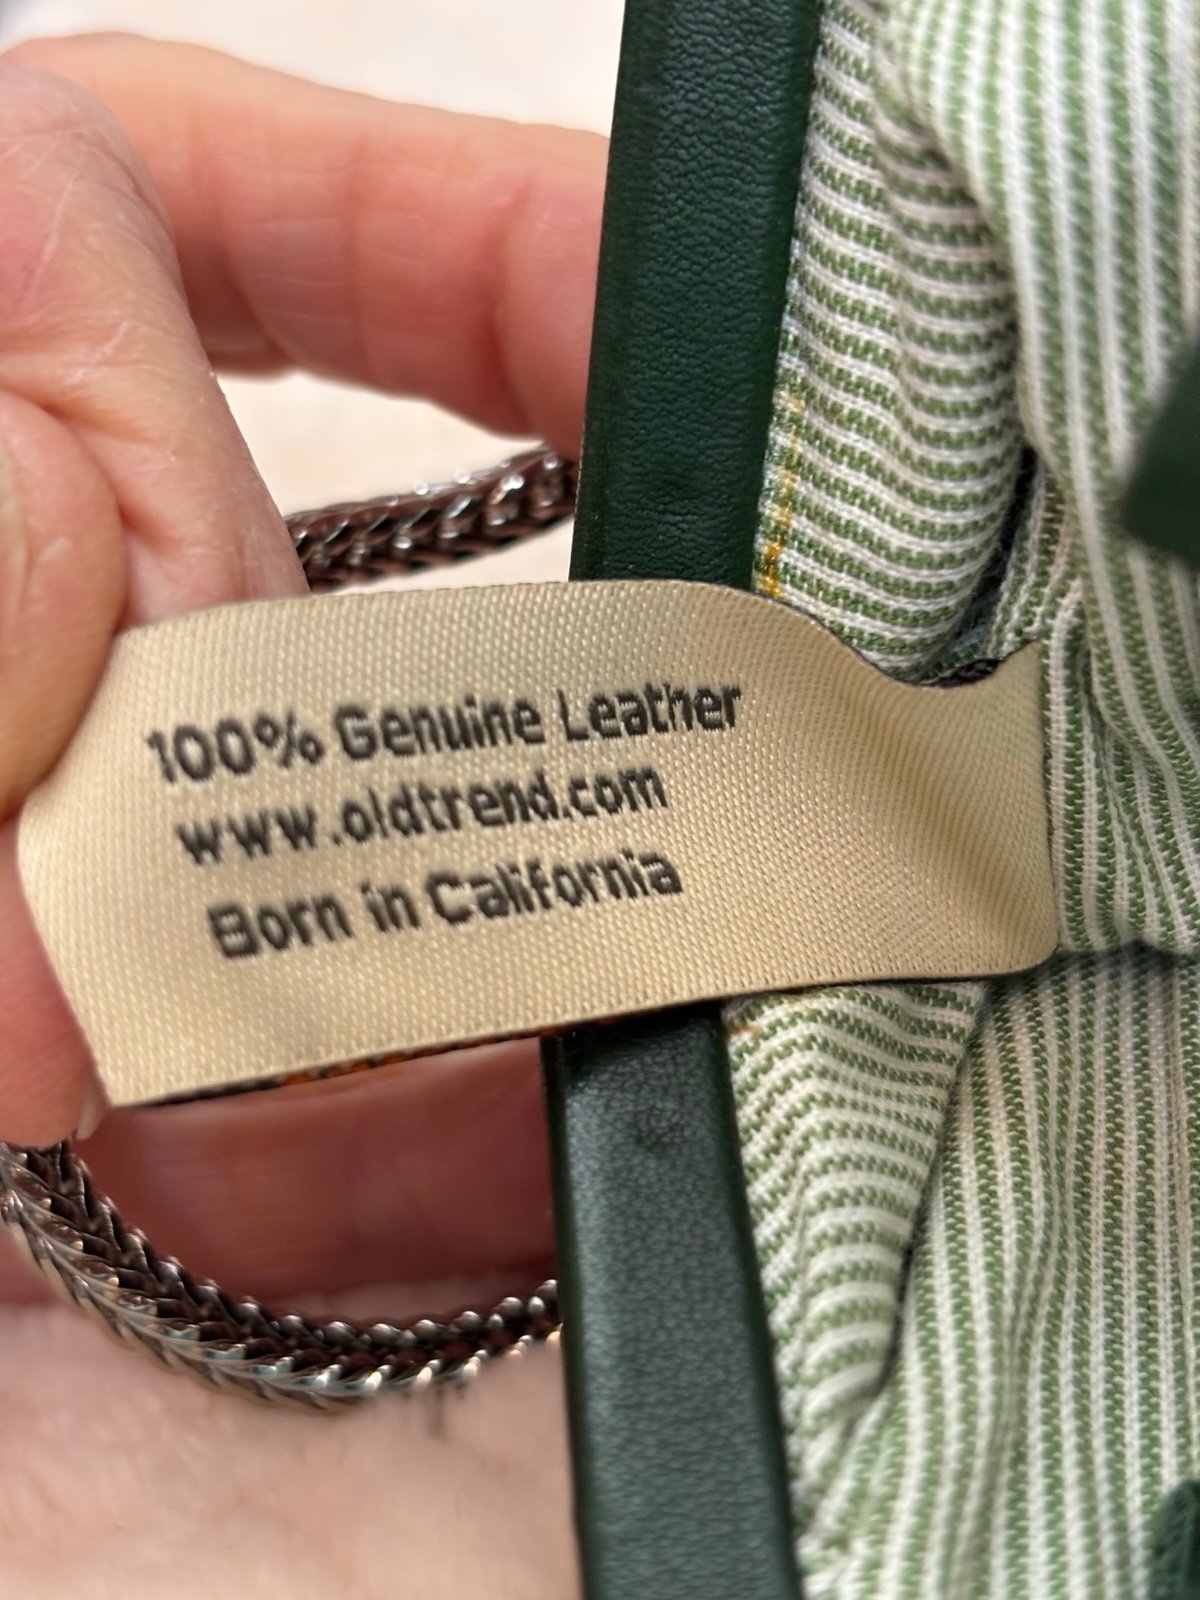 100% Genuine Leather
www.oldtrend.com
Born in California